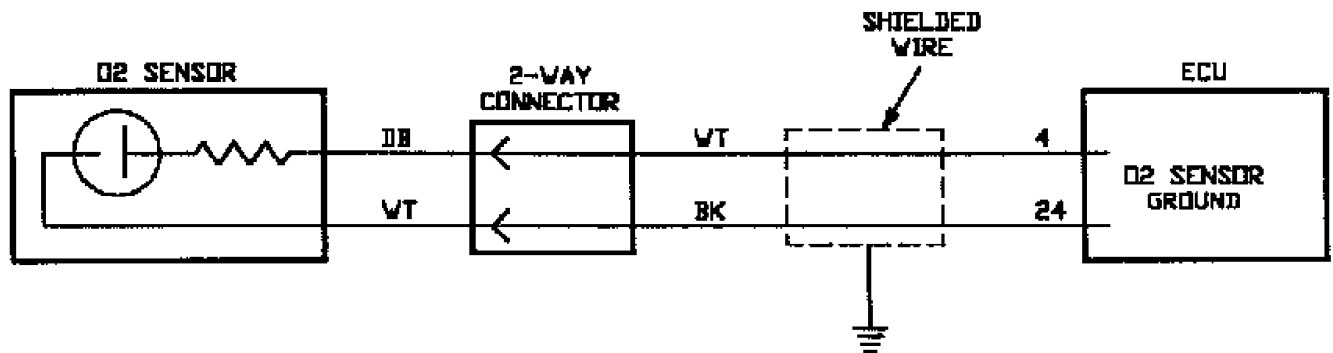 SHIELDED
WIRE
O2 SENSOR
2-WAY
CONNECTOR
ECU
DB
WT
4
O2 SENSOR
GROUND
WT
BK
24